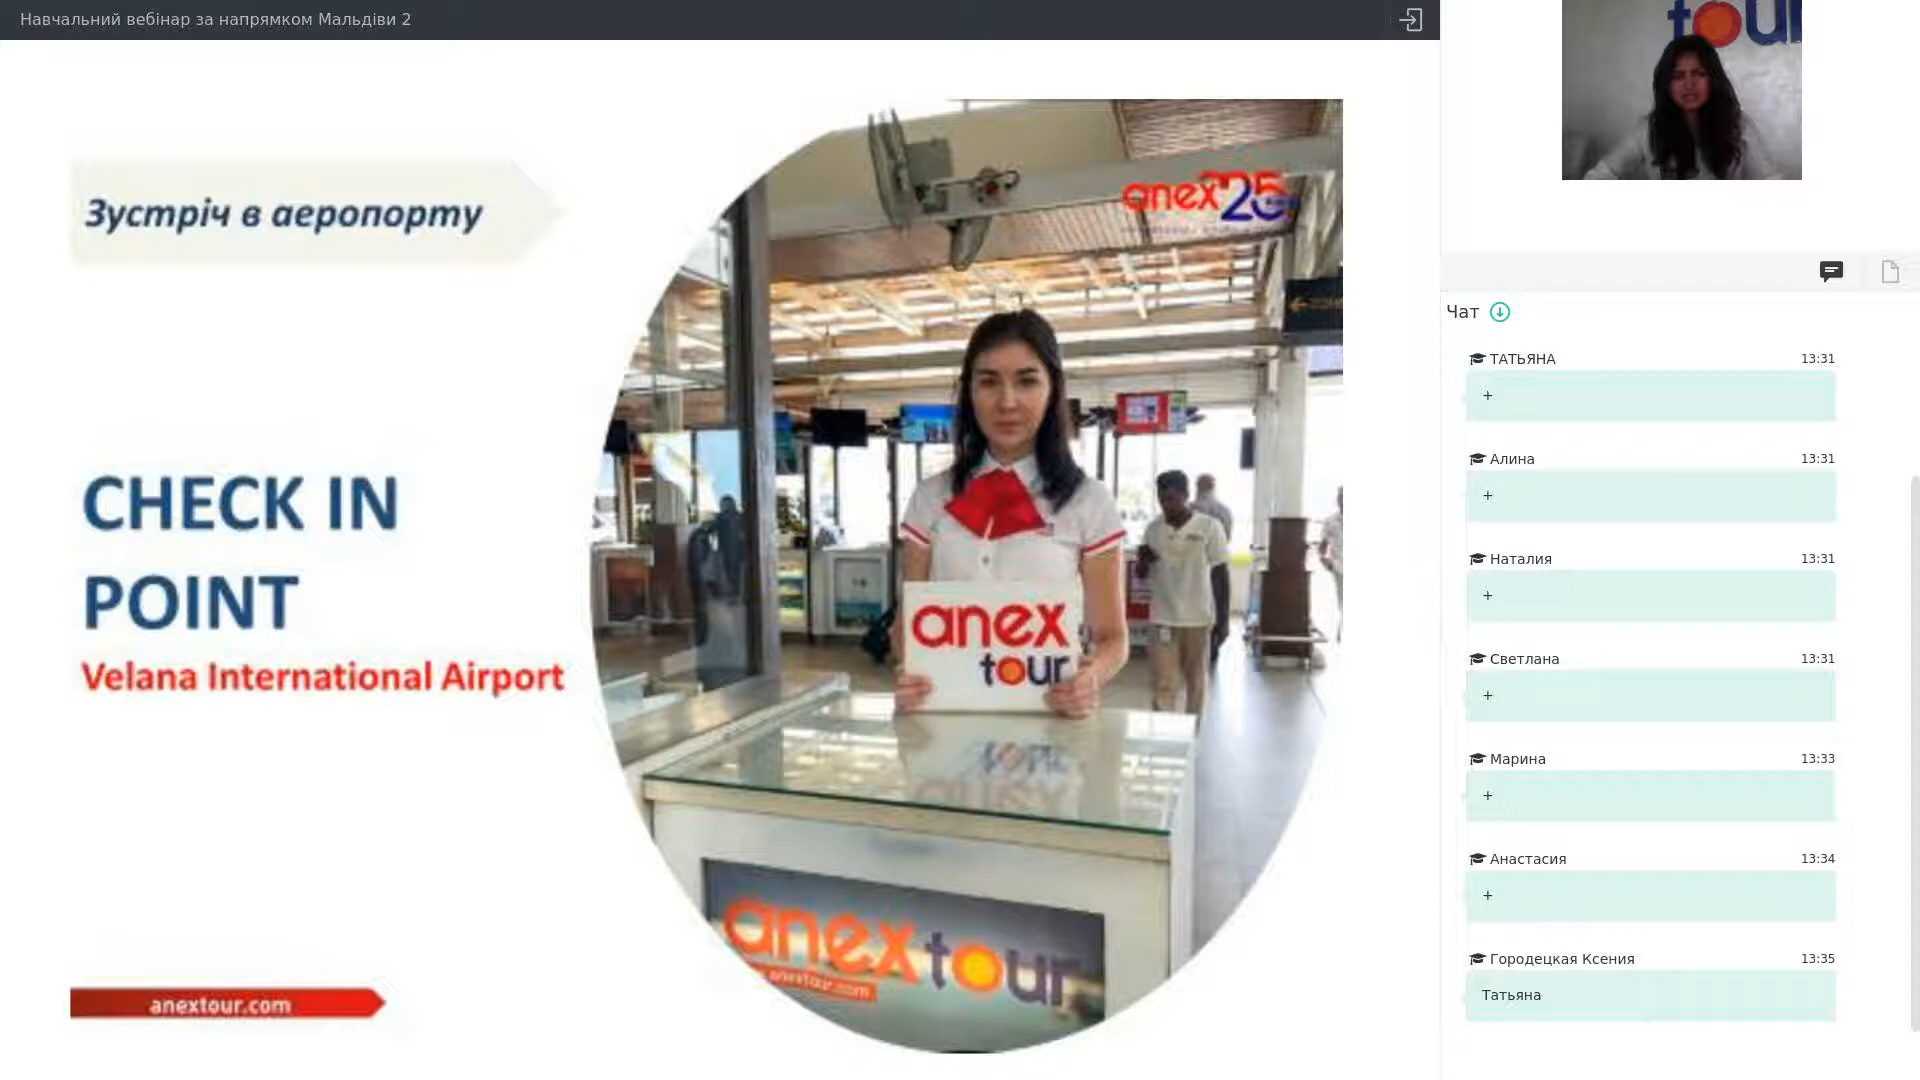 Навчальний вебінар за напрямком Мальдіви 2
tour
Зустріч в аеропорту
anex 25
CHECK IN
POINT
Velana International Airport
anex
tour
anextour
anextour.com
anextour.com
Чат
ТАТЬЯНА 13:31
+
Алина 13:31
+
Наталия 13:31
+
Светлана 13:31
+
Марина 13:33
+
Анастасия 13:34
+
Городецкая Ксения 13:35
Татьяна